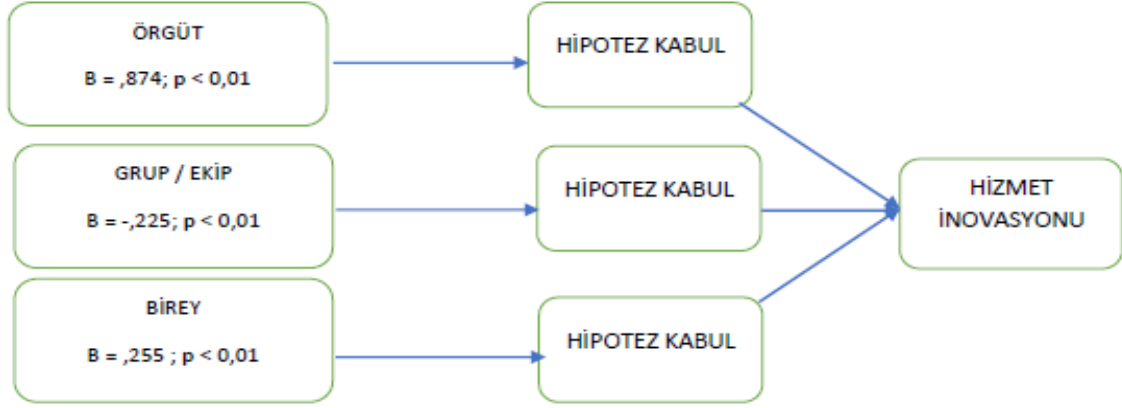 ÖRGÜT
B = ,874; p < 0,01
HİPOTEZ KABUL
GRUP / EKİP
B = -,225; p < 0,01
HİPOTEZ KABUL
HİZMET
İNOVASYONU
BİREY
B = ,255 ; p < 0,01
HİPOTEZ KABUL